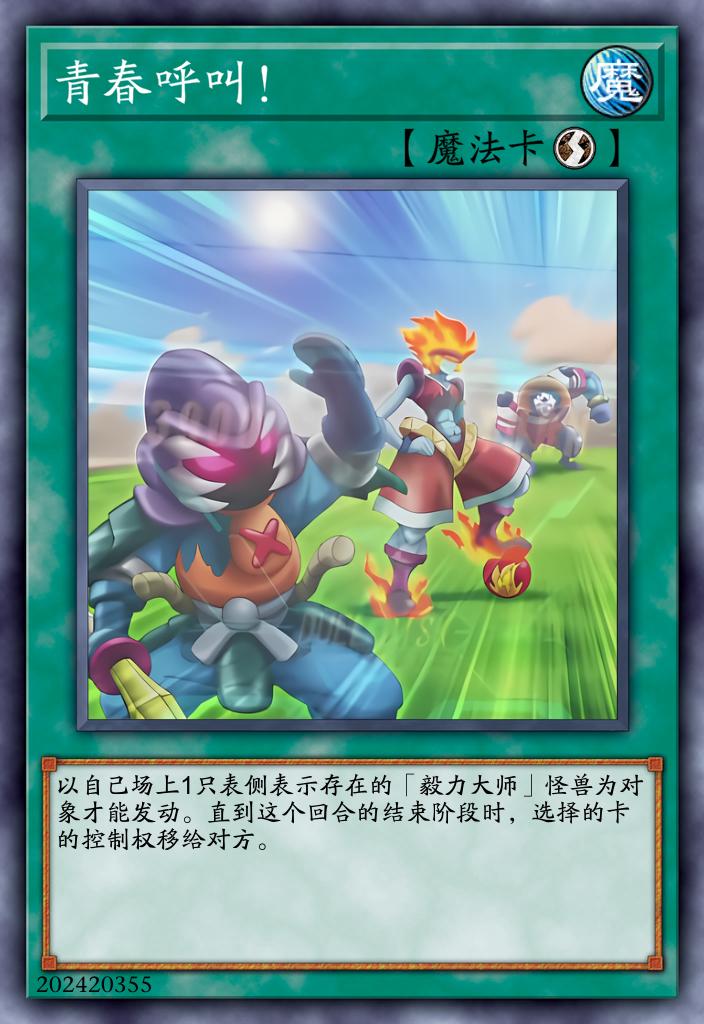 青春呼叫!
魔
【魔法卡】
以自己场上1只表侧表示存在的「毅力大师」怪兽为对
象才能发动。直到这个回合的结束阶段时，选择的卡
的控制权移给对方。
202420355